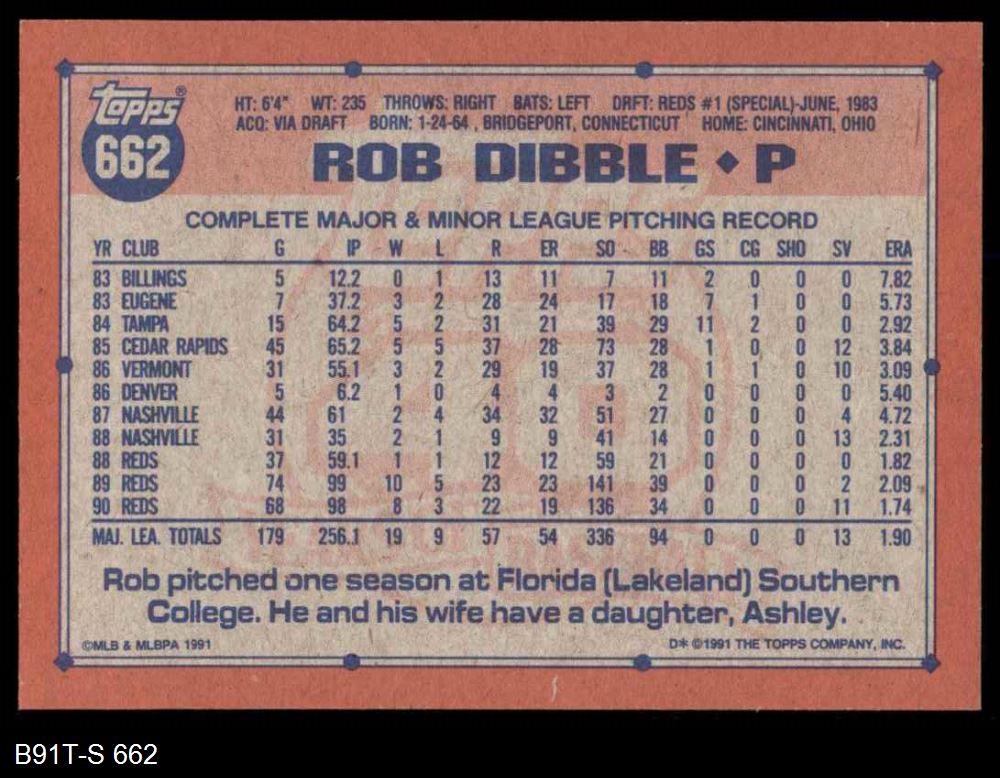 topps®
662
HT: 6'4" WT: 235 THROWS: RIGHT BATS: LEFT DRFT: REDS #1 (SPECIAL)-JUNE, 1983
ACQ: VIA DRAFT BORN: 1-24-64 , BRIDGEPORT, CONNECTICUT HOME: CINCINNATI, OHIO
ROB DIBBLE ◆ P
COMPLETE MAJOR & MINOR LEAGUE PITCHING RECORD
YR CLUB G IP W L R ER SO BB GS CG SHO SV ERA
83 BILLINGS 5 12.2 0 1 13 11 7 11 2 0 0 0 7.82
83 EUGENE 7 37.2 3 2 28 24 17 18 7 1 0 0 5.73
84 TAMPA 15 64.2 5 2 31 21 39 29 11 2 0 0 2.92
85 CEDAR RAPIDS 45 65.2 5 5 37 28 73 28 1 0 0 12 3.84
86 VERMONT 31 55.1 3 2 29 19 37 28 1 1 0 10 3.09
86 DENVER 5 6.2 1 0 4 4 3 2 0 0 0 0 5.40
87 NASHVILLE 44 61 2 4 34 32 51 27 0 0 0 4 4.72
88 NASHVILLE 31 35 2 1 9 9 41 14 0 0 0 13 2.31
88 REDS 37 59.1 1 1 12 12 59 21 0 0 0 0 1.82
89 REDS 74 99 10 5 23 23 141 39 0 0 0 2 2.09
90 REDS 68 98 8 3 22 19 136 34 0 0 0 11 1.74
MAJ. LEA. TOTALS 179 256.1 19 9 57 54 336 94 0 0 0 13 1.90
Rob pitched one season at Florida (Lakeland) Southern
College. He and his wife have a daughter, Ashley.
©MLB & MLBPA 1991 D* ©1991 THE TOPPS COMPANY, INC.
B91T-S 662